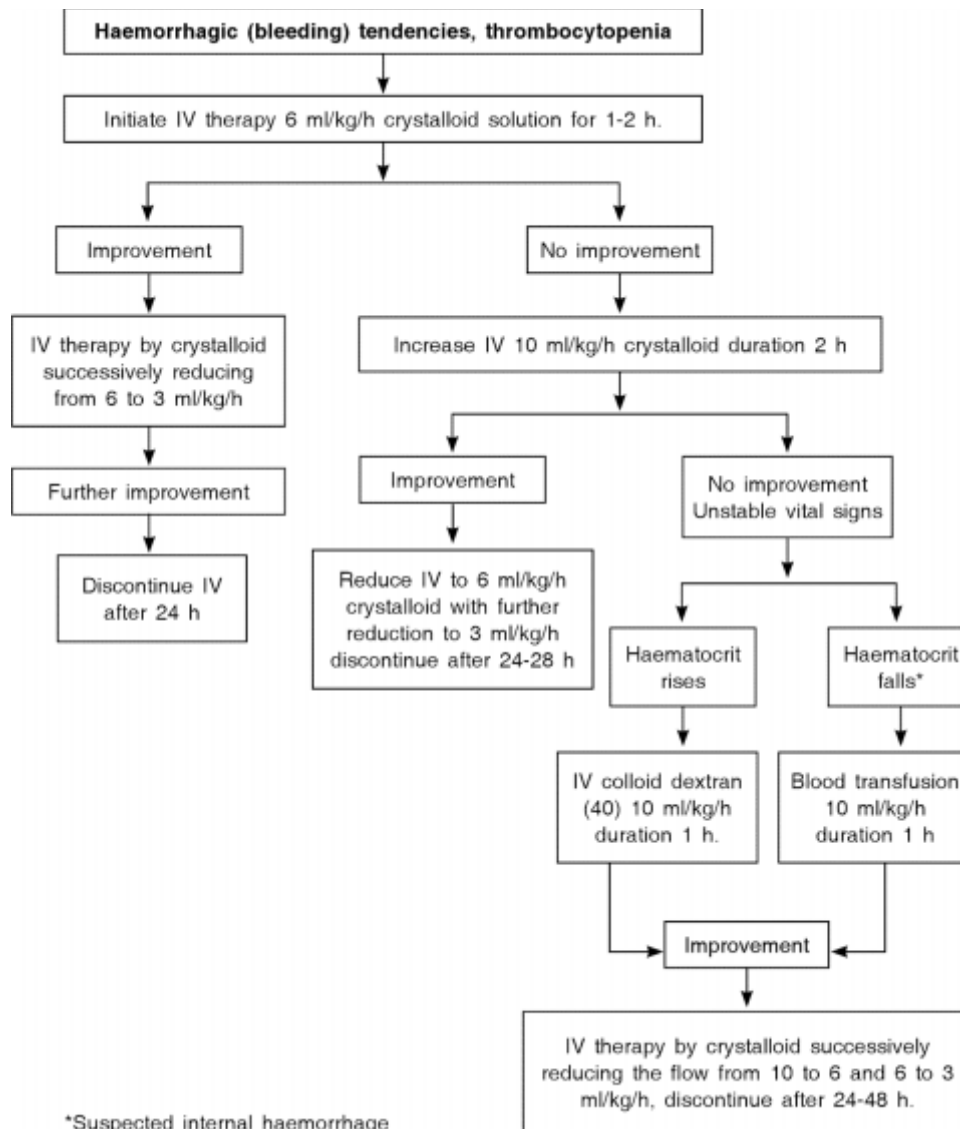 Haemorrhagic (bleeding) tendencies, thrombocytopenia
Initiate IV therapy 6 ml/kg/h crystalloid solution for 1-2 h.
Improvement
No improvement
IV therapy by crystalloid
successively reducing
from 6 to 3 ml/kg/h
Increase IV 10 ml/kg/h crystalloid duration 2 h
Further improvement
Improvement
No improvement
Unstable vital signs
Discontinue IV
after 24 h
Reduce IV to 6 ml/kg/h
crystalloid with further
reduction to 3 ml/kg/h
discontinue after 24-28 h
Haematocrit
rises
Haematocrit
falls*
IV colloid dextran
(40) 10 ml/kg/h
duration 1 h.
Blood transfusion
10 ml/kg/h
duration 1 h
Improvement
IV therapy by crystalloid successively
reducing the flow from 10 to 6 and 6 to 3
ml/kg/h, discontinue after 24-48 h.
*Suspected internal haemorrhage